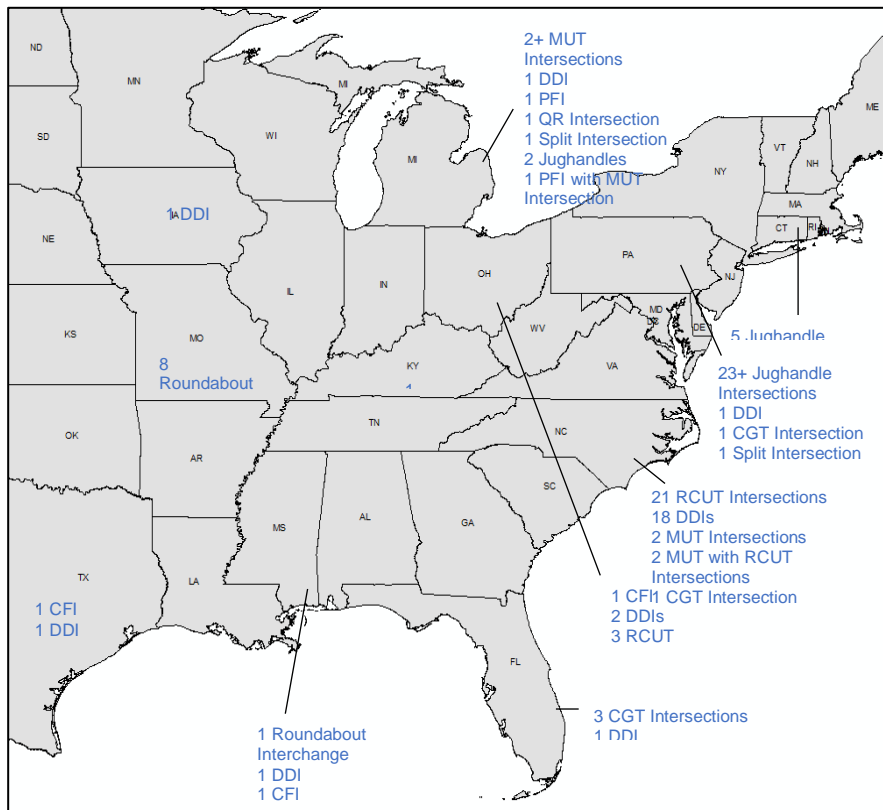 2+ MUT
Intersections
1 DDI
1 PFI
1 QR Intersection
1 Split Intersection
2 Jughandles
1 PFI with MUT
Intersection
ND
MN
MI
ME
SD
WI
MI
VT
NH
NY
MA
CT
RI
NE
1 DDI
IA
PA
NJ
IL
IN
OH
MD
DE
WV
KS
MO
VA
KY
5 Jughandle
8
Roundabout
23+ Jughandle
Intersections
1 DDI
1 CGT Intersection
1 Split Intersection
TN
NC
OK
AR
SC
MS
AL
GA
21 RCUT Intersections
18 DDIs
2 MUT Intersections
2 MUT with RCUT
Intersections
1 CGT Intersection
TX
LA
1 CFI
1 DDI
1 CFI
2 DDIs
3 RCUT
FL
3 CGT Intersections
1 DDI
1 Roundabout
Interchange
1 DDI
1 CFI